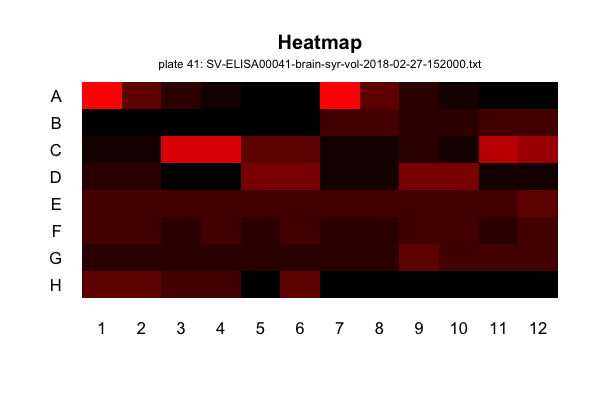 Heatmap
plate 41: SV-ELISA00041-brain-syr-vol-2018-02-27-152000.txt
A
B
C
D
E
F
G
H
1 2 3 4 5 6 7 8 9 10 11 12